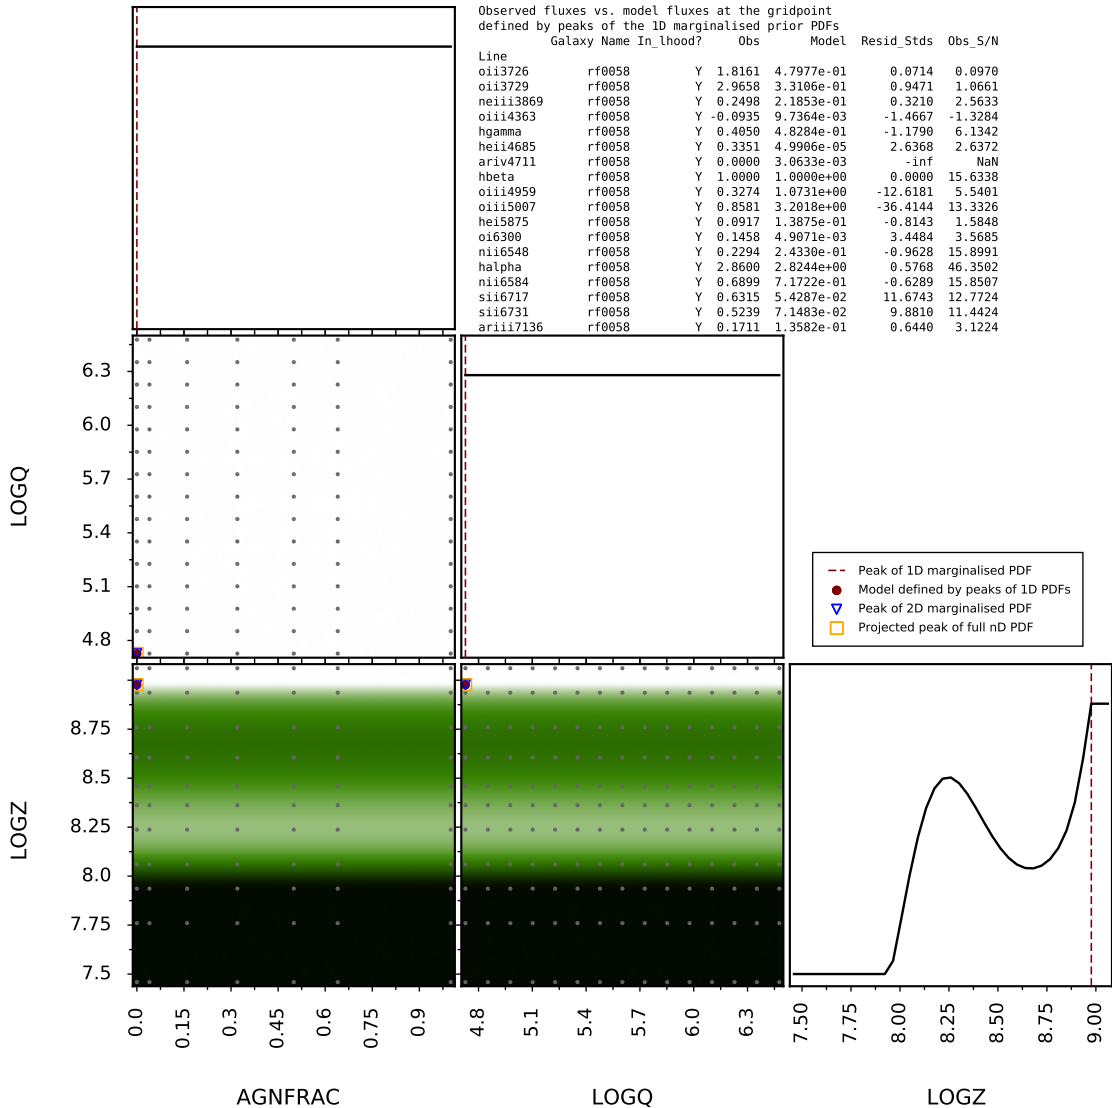 Observed fluxes vs. model fluxes at the gridpoint
defined by peaks of the 1D marginalised prior PDFs
Galaxy Name In_lhood? Obs Model Resid_Stds Obs_S/N
Line
oii3726 rf0058 Y 1.8161 4.7977e-01 0.0714 0.0970
oii3729 rf0058 Y 2.9658 3.3106e-01 0.9471 1.0661
neiii3869 rf0058 Y 0.2498 2.1853e-01 0.3210 2.5633
oiii4363 rf0058 Y -0.0935 9.7364e-03 -1.4667 -1.3284
hgamma rf0058 Y 0.4050 4.8284e-01 -1.1790 6.1342
heii4685 rf0058 Y 0.3351 4.9906e-05 2.6368 2.6372
ariv4711 rf0058 Y 0.0000 3.0633e-03 -inf NaN
hbeta rf0058 Y 1.0000 1.0000e+00 0.0000 15.6338
oiii4959 rf0058 Y 0.3274 1.0731e+00 -12.6181 5.5401
oiii5007 rf0058 Y 0.8581 3.2018e+00 -36.4144 13.3326
hei5875 rf0058 Y 0.0917 1.3875e-01 -0.8143 1.5848
oi6300 rf0058 Y 0.1458 4.9071e-03 3.4484 3.5685
nii6548 rf0058 Y 0.2294 2.4330e-01 -0.9628 15.8991
halpha rf0058 Y 2.8600 2.8244e+00 0.5768 46.3502
nii6584 rf0058 Y 0.6899 7.1722e-01 -0.6289 15.8507
sii6717 rf0058 Y 0.6315 5.4287e-02 11.6743 12.7724
sii6731 rf0058 Y 0.5239 7.1483e-02 9.8810 11.4424
ariii7136 rf0058 Y 0.1711 1.3582e-01 0.6440 3.1224
6.3
6.0
5.7
5.4
5.1
4.8
LOGQ
Peak of 1D marginalised PDF
Model defined by peaks of 1D PDFs
Peak of 2D marginalised PDF
Projected peak of full nD PDF
8.75
8.5
8.25
8.0
7.75
7.5
LOGZ
0.0 0.15 0.3 0.45 0.6 0.75 0.9
4.8 5.1 5.4 5.7 6.0 6.3
7.50 7.75 8.00 8.25 8.50 8.75 9.00
AGNFRAC LOGQ LOGZ